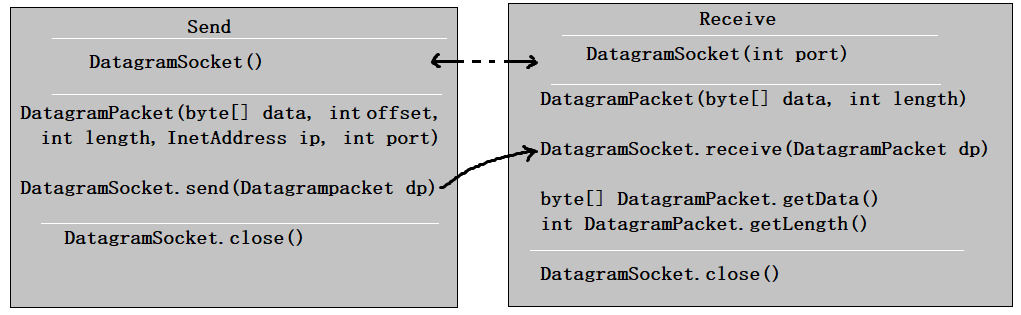 Send
DatagramSocket()
DatagramPacket(byte[] data, int offset,
int length, InetAddress ip, int port)
DatagramSocket.send(Datagrampacket dp)
DatagramSocket.close()
Receive
DatagramSocket(int port)
DatagramPacket(byte[] data, int length)
DatagramSocket.receive(DatagramPacket dp)
byte[] DatagramPacket.getData()
int DatagramPacket.getLength()
DatagramSocket.close()